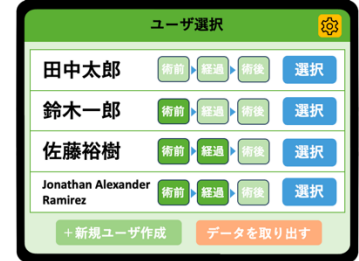 ユーザ選択
田中太郎 術前 経過 術後 選択
鈴木一郎 術前 経過 術後 選択
佐藤裕樹 術前 経過 術後 選択
Jonathan Alexander
Ramirez 術前 経過 術後 選択
+新規ユーザ作成 データを取り出す